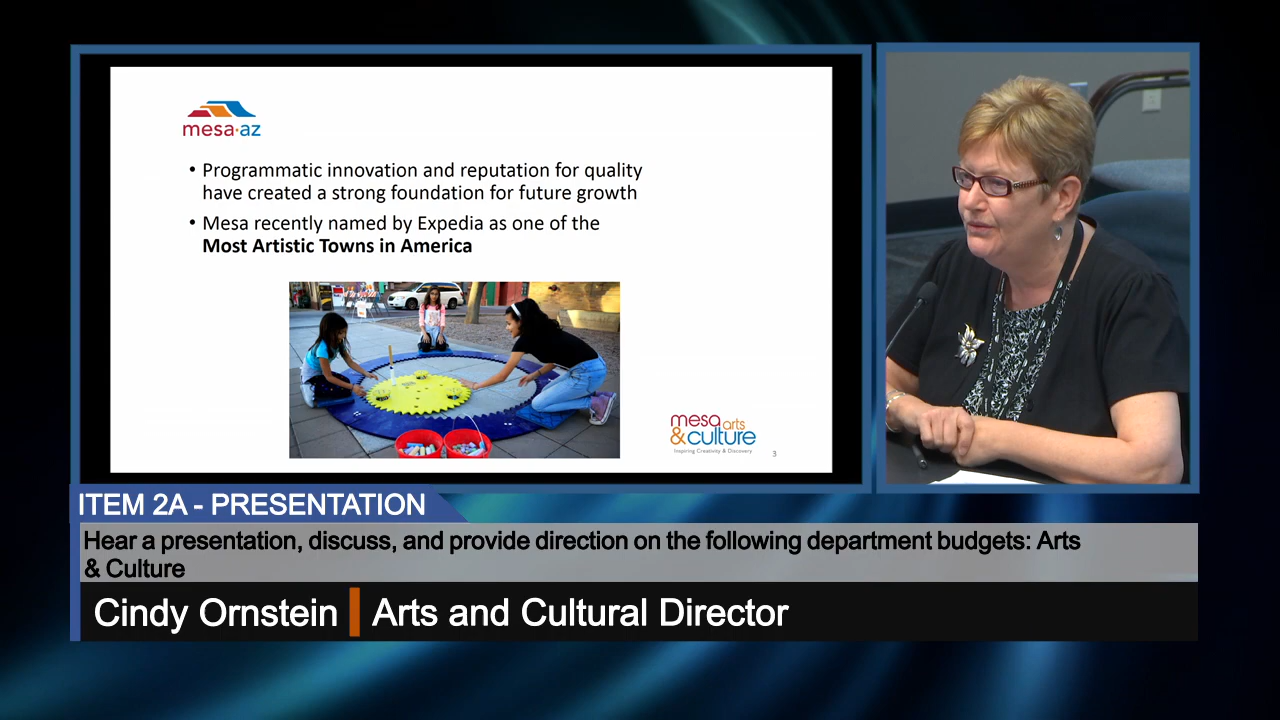 mesa·az
• Programmatic innovation and reputation for quality
have created a strong foundation for future growth
• Mesa recently named by Expedia as one of the
Most Artistic Towns in America
mesa arts
& culture
Inspiring Creativity & Discovery
3
ITEM 2A - PRESENTATION
Hear a presentation, discuss, and provide direction on the following department budgets: Arts
& Culture
Cindy Ornstein | Arts and Cultural Director